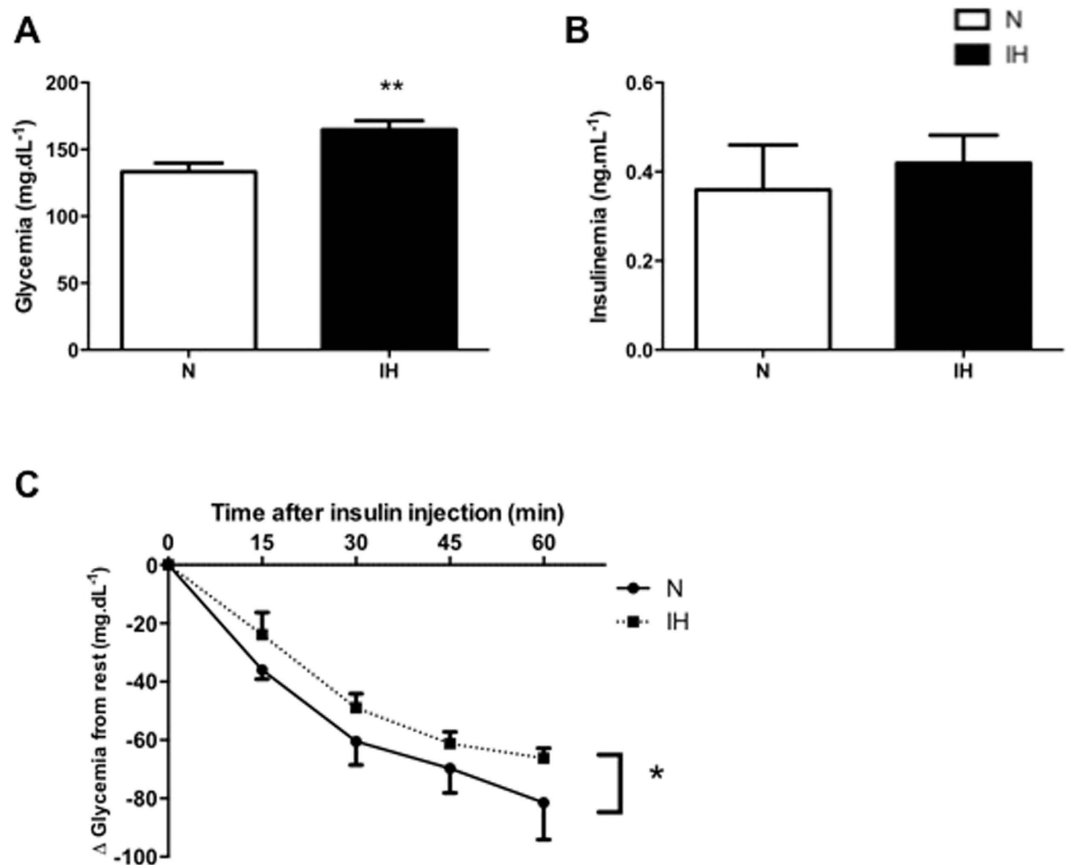 A
B
N
IH
**
200
150
100
50
0
Glycemia (mg.dL-1)
N
IH
0.6
0.4
0.2
0.0
Insulinemia (ng.mL-1)
N
IH
C
Time after insulin injection (min)
0 15 30 45 60
0
-20
-40
-60
-80
-100
Δ Glycemia from rest (mg.dL-1)
N
IH
*